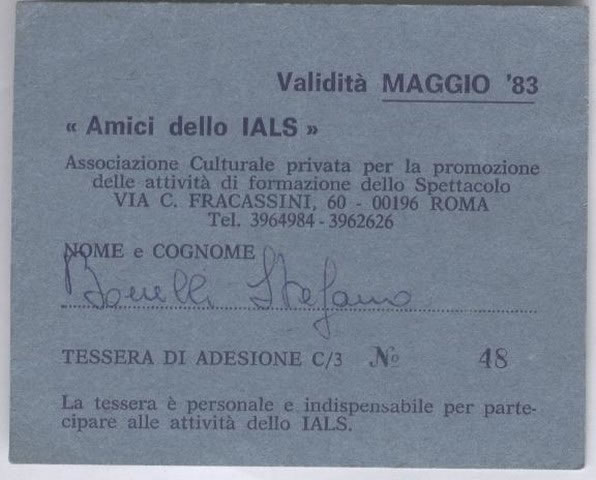 Validità MAGGIO '83
« Amici dello IALS »
Associazione Culturale privata per la promozione
delle attività di formazione dello Spettacolo
VIA C. FRACASSINI, 60 - 00196 ROMA
Tel. 3964984 - 3962626
NOME e COGNOME
Borelli Stefano
TESSERA DI ADESIONE C/3 No 48
La tessera è personale e indispensabile per parte-
cipare alle attività dello IALS.